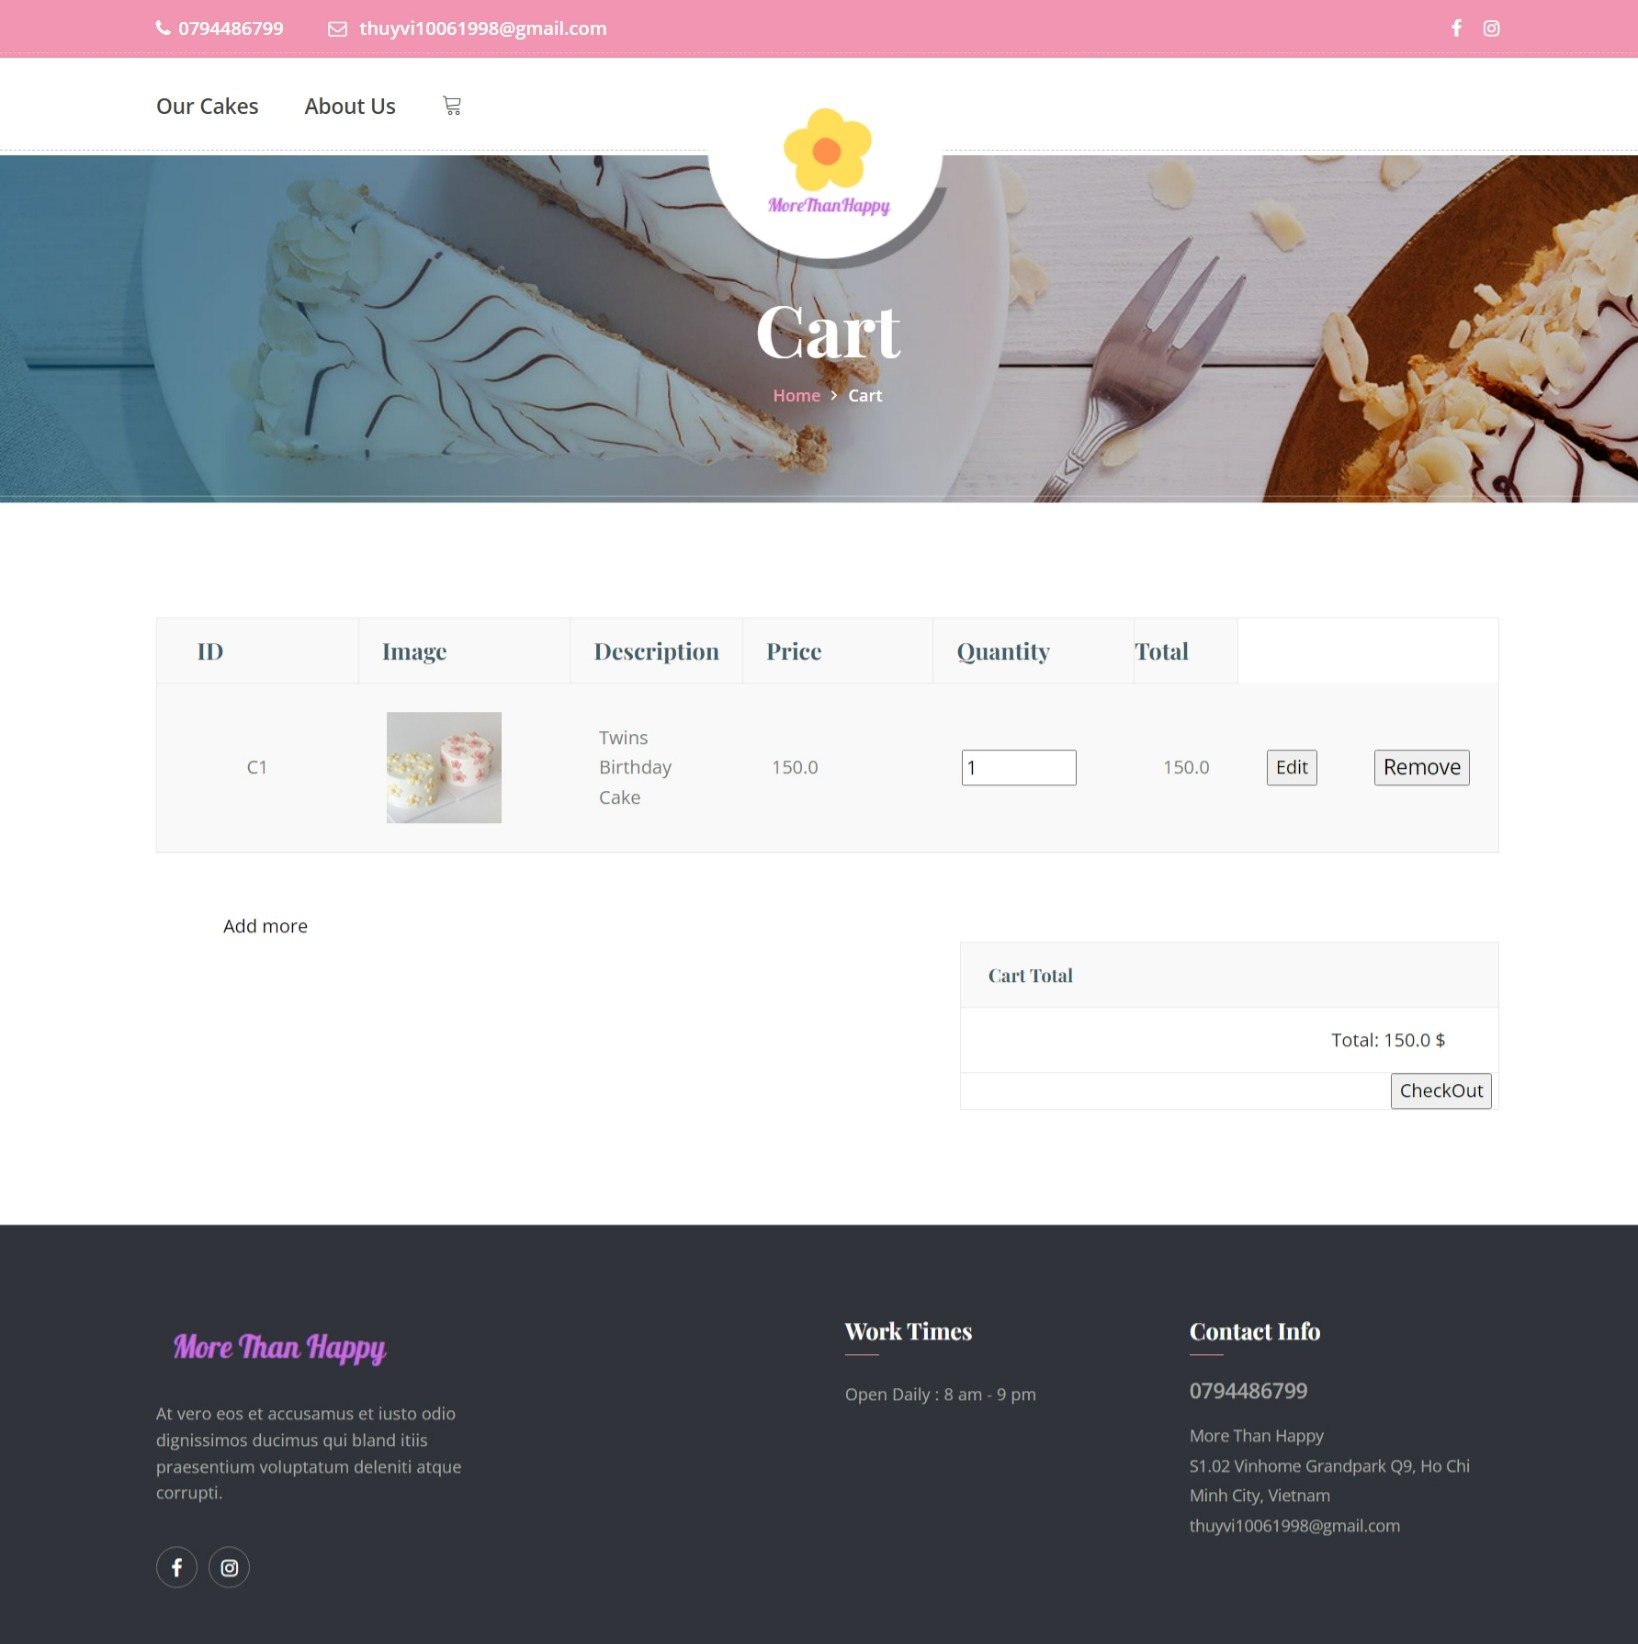 0794486799 thuyvi10061998@gmail.com
Our Cakes About Us
MoreThanHappy
Cart
Home > Cart
ID Image Description Price Quantity Total
C1 Twins Birthday Cake 150.0 1 150.0 Edit Remove
Add more
Cart Total
Total: 150.0 $
CheckOut
More Than Happy
At vero eos et accusamus et iusto odio
dignissimos ducimus qui bland itiis
praesentium voluptatum deleniti atque
corrupti.
Work Times
Open Daily : 8 am - 9 pm
Contact Info
0794486799
More Than Happy
S1.02 Vinhome Grandpark Q9, Ho Chi
Minh City, Vietnam
thuyvi10061998@gmail.com